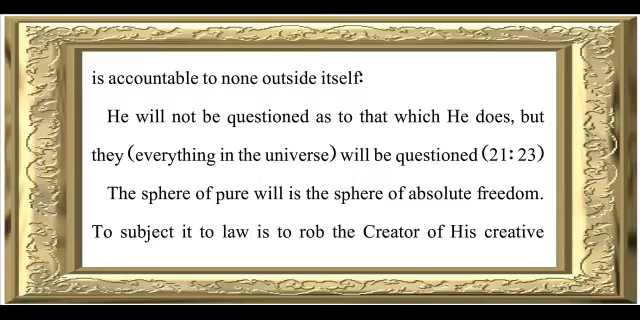 is accountable to none outside itself:
He will not be questioned as to that which He does, but
they (everything in the universe) will be questioned (21: 23)
The sphere of pure will is the sphere of absolute freedom.
To subject it to law is to rob the Creator of His creative